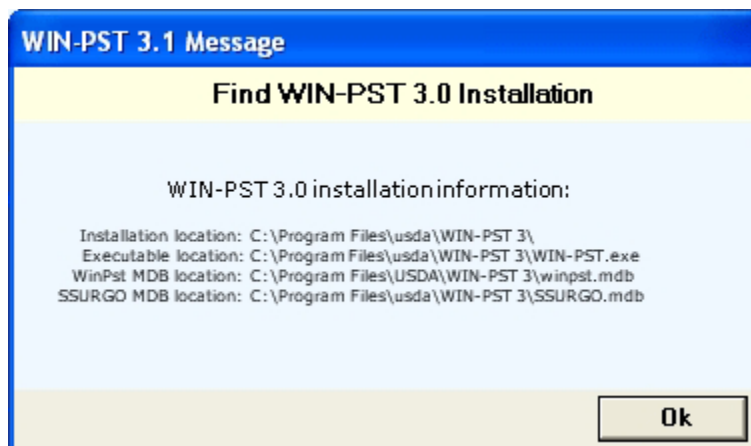 WIN-PST 3.1 Message
Find WIN-PST 3.0 Installation
WIN-PST 3.0 installation information:
Installation location: C:\Program Files\usda\WIN-PST 3\
Executable location: C:\Program Files\usda\WIN-PST 3\WIN-PST.exe
WinPst MDB location: C:\Program Files\USDA\WIN-PST 3\winpst.mdb
SSURGO MDB location: C:\Program Files\usda\WIN-PST 3\SSURGO.mdb
Ok